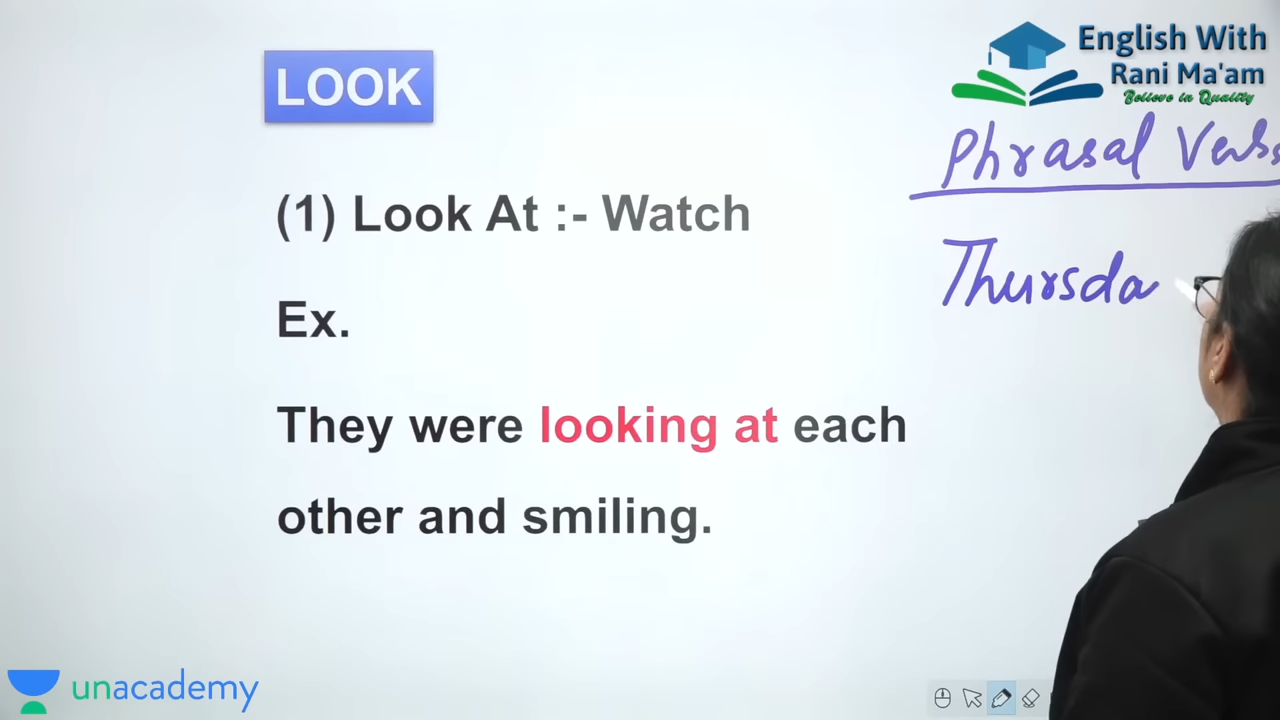 LOOK
English With
Rani Ma'am
Believe in Quality
Phrasal Verbs
(1) Look At :- Watch
Thursda
Ex.
They were looking at each
other and smiling.
unacademy